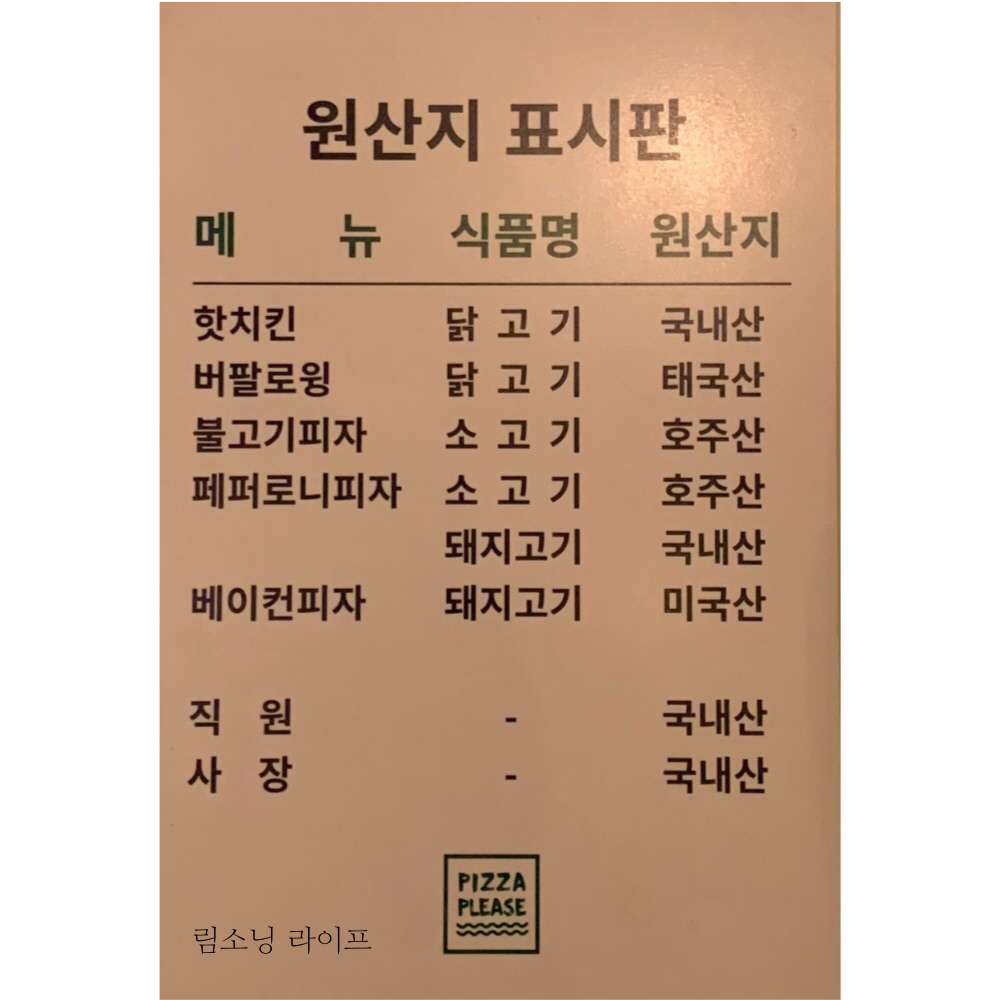 원산지 표시판
메 뉴 식품명 원산지
핫치킨 닭 고 기 국내산
버팔로윙 닭 고 기 태국산
불고기피자 소 고 기 호주산
페퍼로니피자 소 고 기 호주산
돼지고기 국내산
베이컨피자 돼지고기 미국산
직 원 - 국내산
사 장 - 국내산
PIZZA
PLEASE
림소닝 라이프